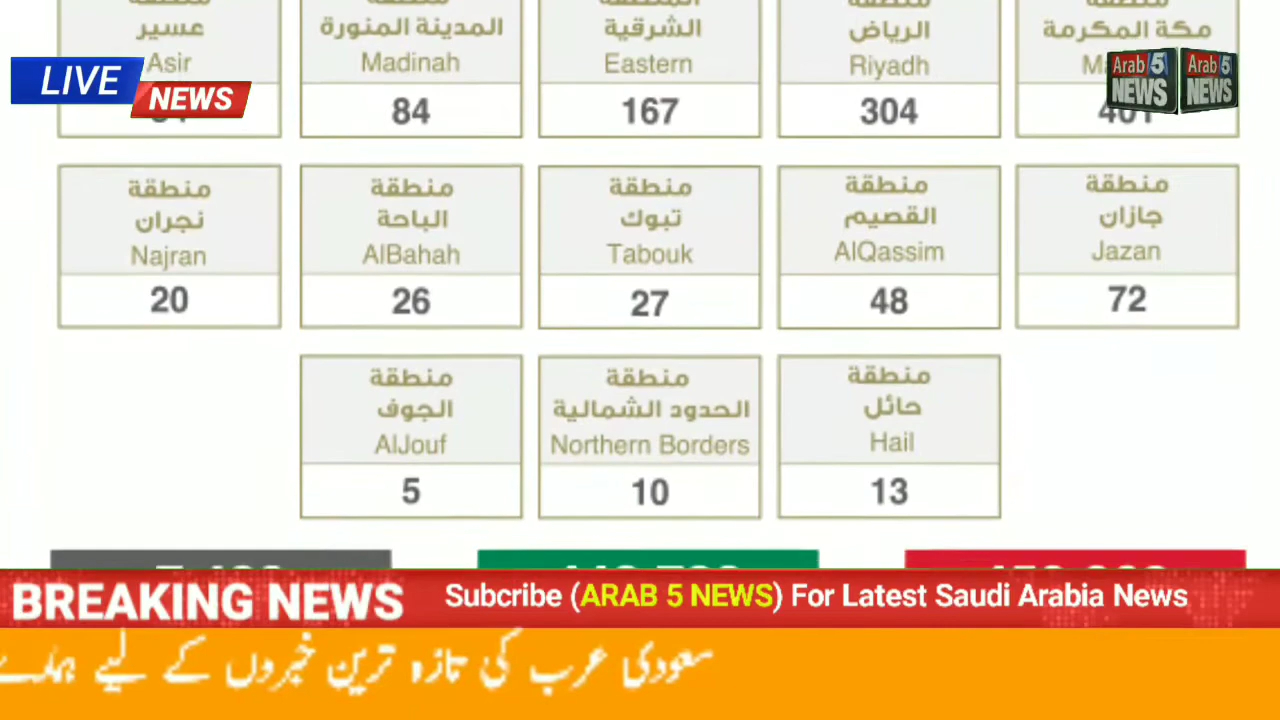 عسير
المدينة المنورة
الشرقية
الرياض
مكة المكرمة
Asir
Madinah
Eastern
Riyadh
LIVE
NEWS
84
167
304
401
Arab 5
NEWS
Arab 5
NEWS
منطقة
نجران
Najran
20
منطقة
الباحة
AlBahah
26
منطقة
تبوك
Tabouk
27
منطقة
القصيم
AlQassim
48
منطقة
جازان
Jazan
72
منطقة
الجوف
AlJouf
5
منطقة
الحدود الشمالية
Northern Borders
10
منطقة
حائل
Hail
13
BREAKING NEWS
Subcribe (ARAB 5 NEWS) For Latest Saudi Arabia News
سعودی عرب کی تازہ ترین خبروں کے لیے ہمارے